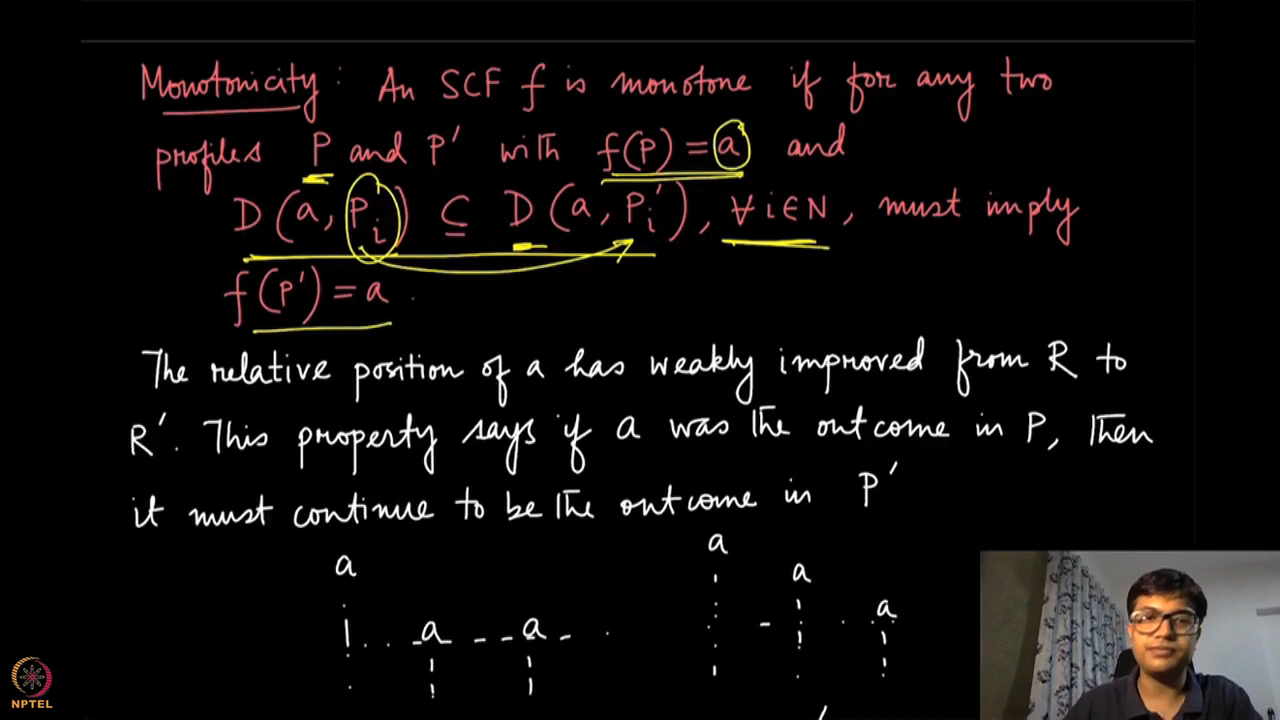 Monotonicity : An SCF f is monotone if for any two
profiles P and P' with f(P) = a and
D(a, Pᵢ) ⊆ D(a, Pᵢ'), ∀ i ∈ N, must imply
f(P') = a.
The relative position of a has weakly improved from R to
R'. This property says if a was the outcome in P, then
it must continue to be the outcome in P'
a
a
a
a
a
a
NPTEL